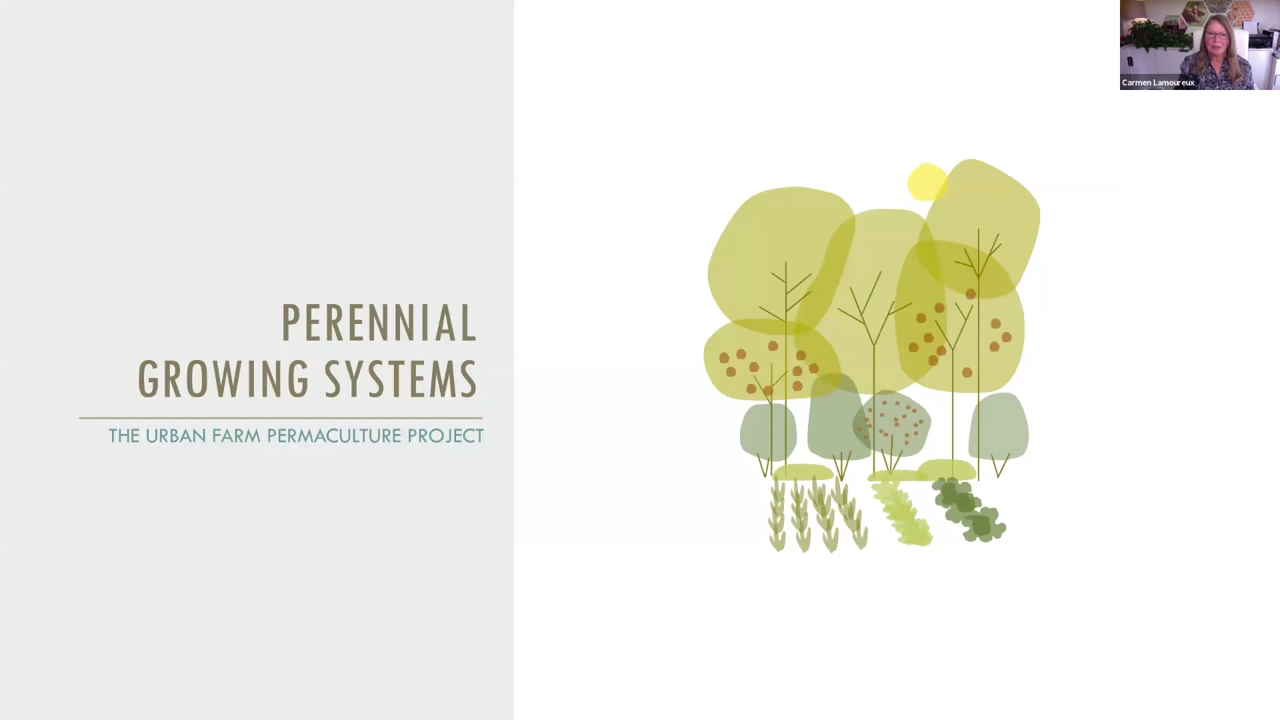 Carmen Lamoureux
PERENNIAL
GROWING SYSTEMS
THE URBAN FARM PERMACULTURE PROJECT